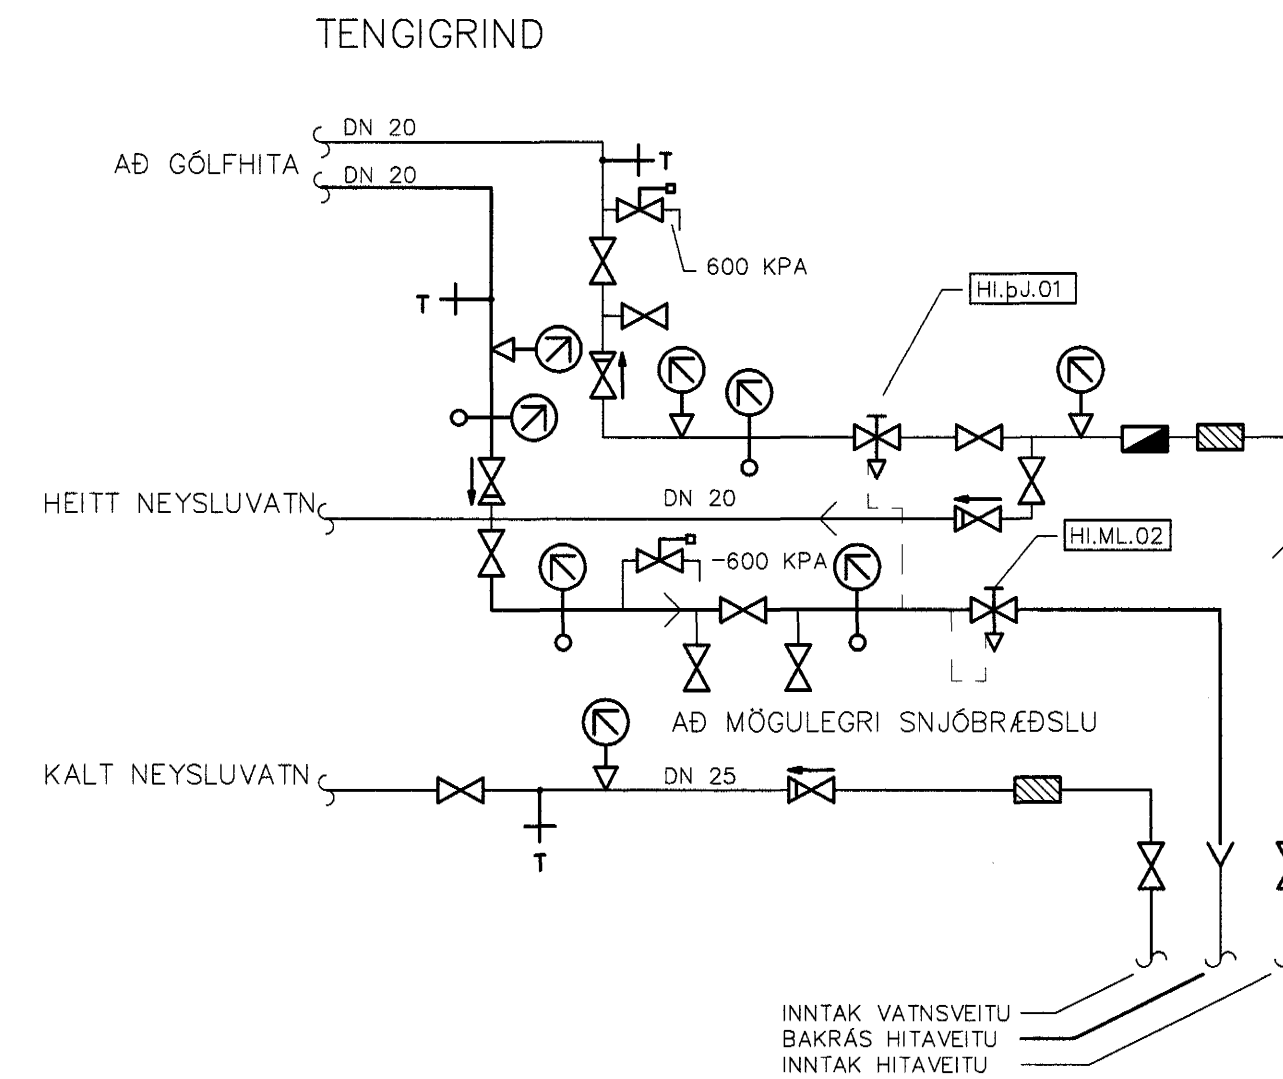 TENGIGRIND
DN 20
T
AÐ GÓLFHITA
DN 20
600 KPA
HI.ÞJ.01
T
HEITT NEYSLUVATN
DN 20
HI.ML.02
-600 KPA
AÐ MÖGULEGRI SNJÓBRÆÐSLU
KALT NEYSLUVATN
DN 25
T
INNTAK VATNSVEITU
BAKRÁS HITAVEITU
INNTAK HITAVEITU